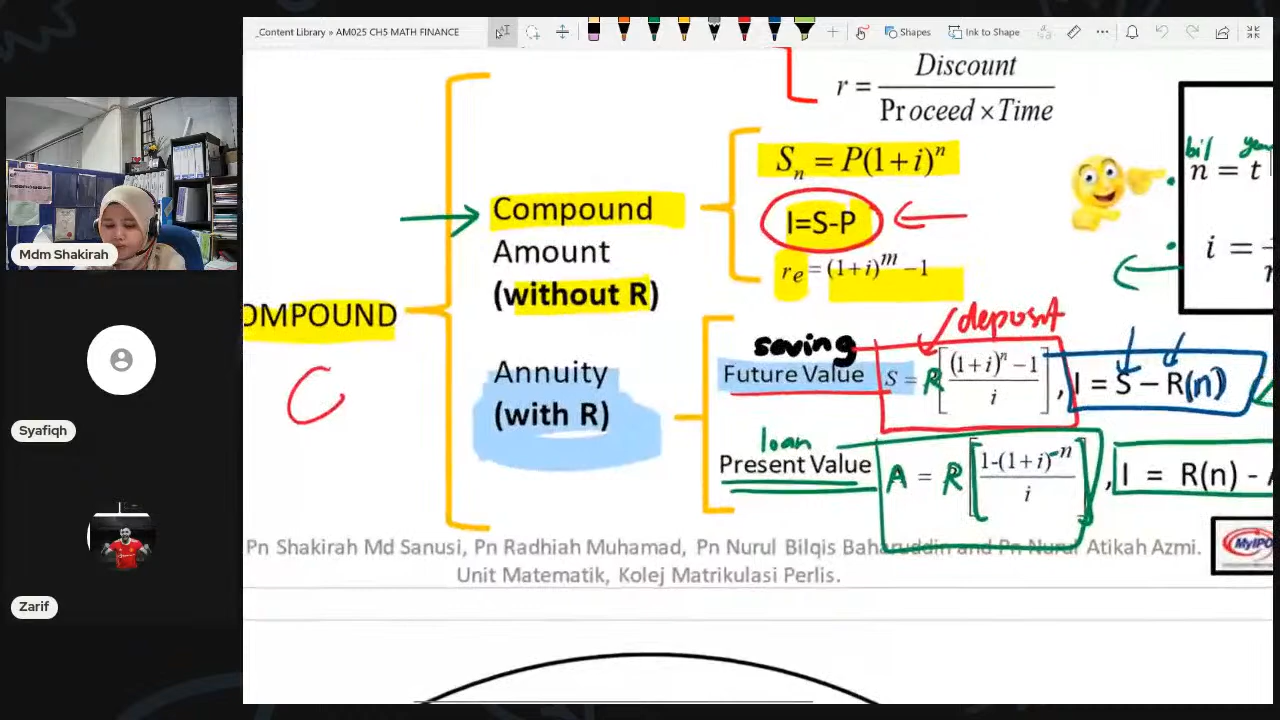 _Content Library » AM025 CH5 MATH FINANCE
Shapes
Ink to Shape
r = Discount / Proceed × Time
Sₙ = P(1+i)ⁿ
I=S-P
rₑ = (1+i)ᵐ −1
bil
n = t
i =
Compound
Amount
(without R)
OMPOUND
C
deposit
saving
Future Value
S = R[((1+i)ⁿ −1)/i] , I = S − R(n)
Annuity
(with R)
loan
Present Value
A = R[(1-(1+i)⁻ⁿ)/i] , I = R(n) -
Pn Shakirah Md Sanusi, Pn Radhiah Muhamad, Pn Nurul Bilqis Baharuddin and Pn Nurul Atikah Azmi.
Unit Matematik, Kolej Matrikulasi Perlis.
MyIPO
Mdm Shakirah
Syafiqh
Zarif